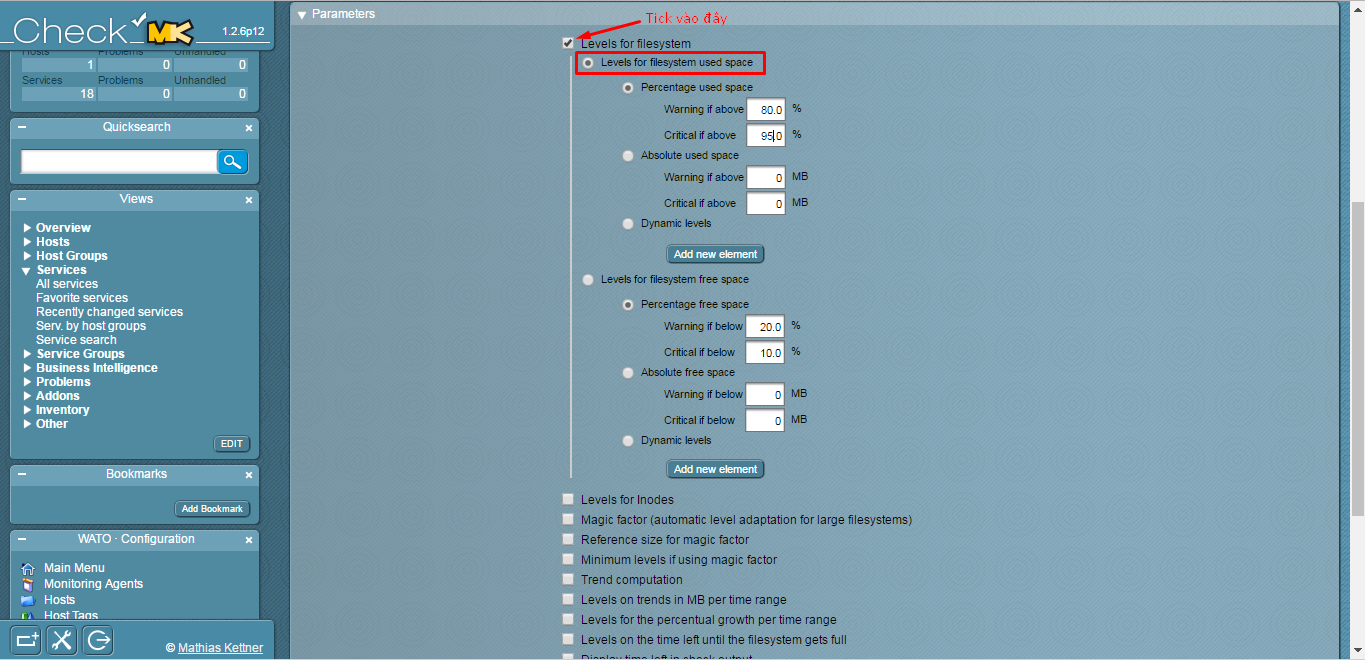 Check MK
1.2.6p12
Hosts Problems Unhandled
1 0 0
Services Problems Unhandled
18 0 0
Quicksearch
Views
Overview
Hosts
Host Groups
Services
All services
Favorite services
Recently changed services
Serv. by host groups
Service search
Service Groups
Business Intelligence
Problems
Addons
Inventory
Other
EDIT
Bookmarks
Add Bookmark
WATO · Configuration
Main Menu
Monitoring Agents
Hosts
Host Tags
© Mathias Kettner
Parameters
Tick vào đây
Levels for filesystem
Levels for filesystem used space
Percentage used space
Warning if above 80.0 %
Critical if above 95.0 %
Absolute used space
Warning if above 0 MB
Critical if above 0 MB
Dynamic levels
Add new element
Levels for filesystem free space
Percentage free space
Warning if below 20.0 %
Critical if below 10.0 %
Absolute free space
Warning if below 0 MB
Critical if below 0 MB
Dynamic levels
Add new element
Levels for Inodes
Magic factor (automatic level adaptation for large filesystems)
Reference size for magic factor
Minimum levels if using magic factor
Trend computation
Levels on trends in MB per time range
Levels for the percentual growth per time range
Levels on the time left until the filesystem gets full
Display time left in check output